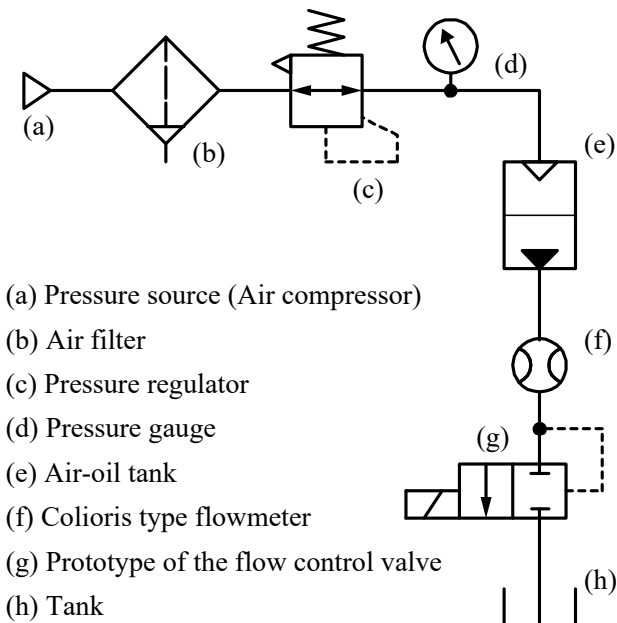 (a)
(b)
(c)
(d)
(e)
(f)
(g)
(h)
(a) Pressure source (Air compressor)
(b) Air filter
(c) Pressure regulator
(d) Pressure gauge
(e) Air-oil tank
(f) Colioris type flowmeter
(g) Prototype of the flow control valve
(h) Tank